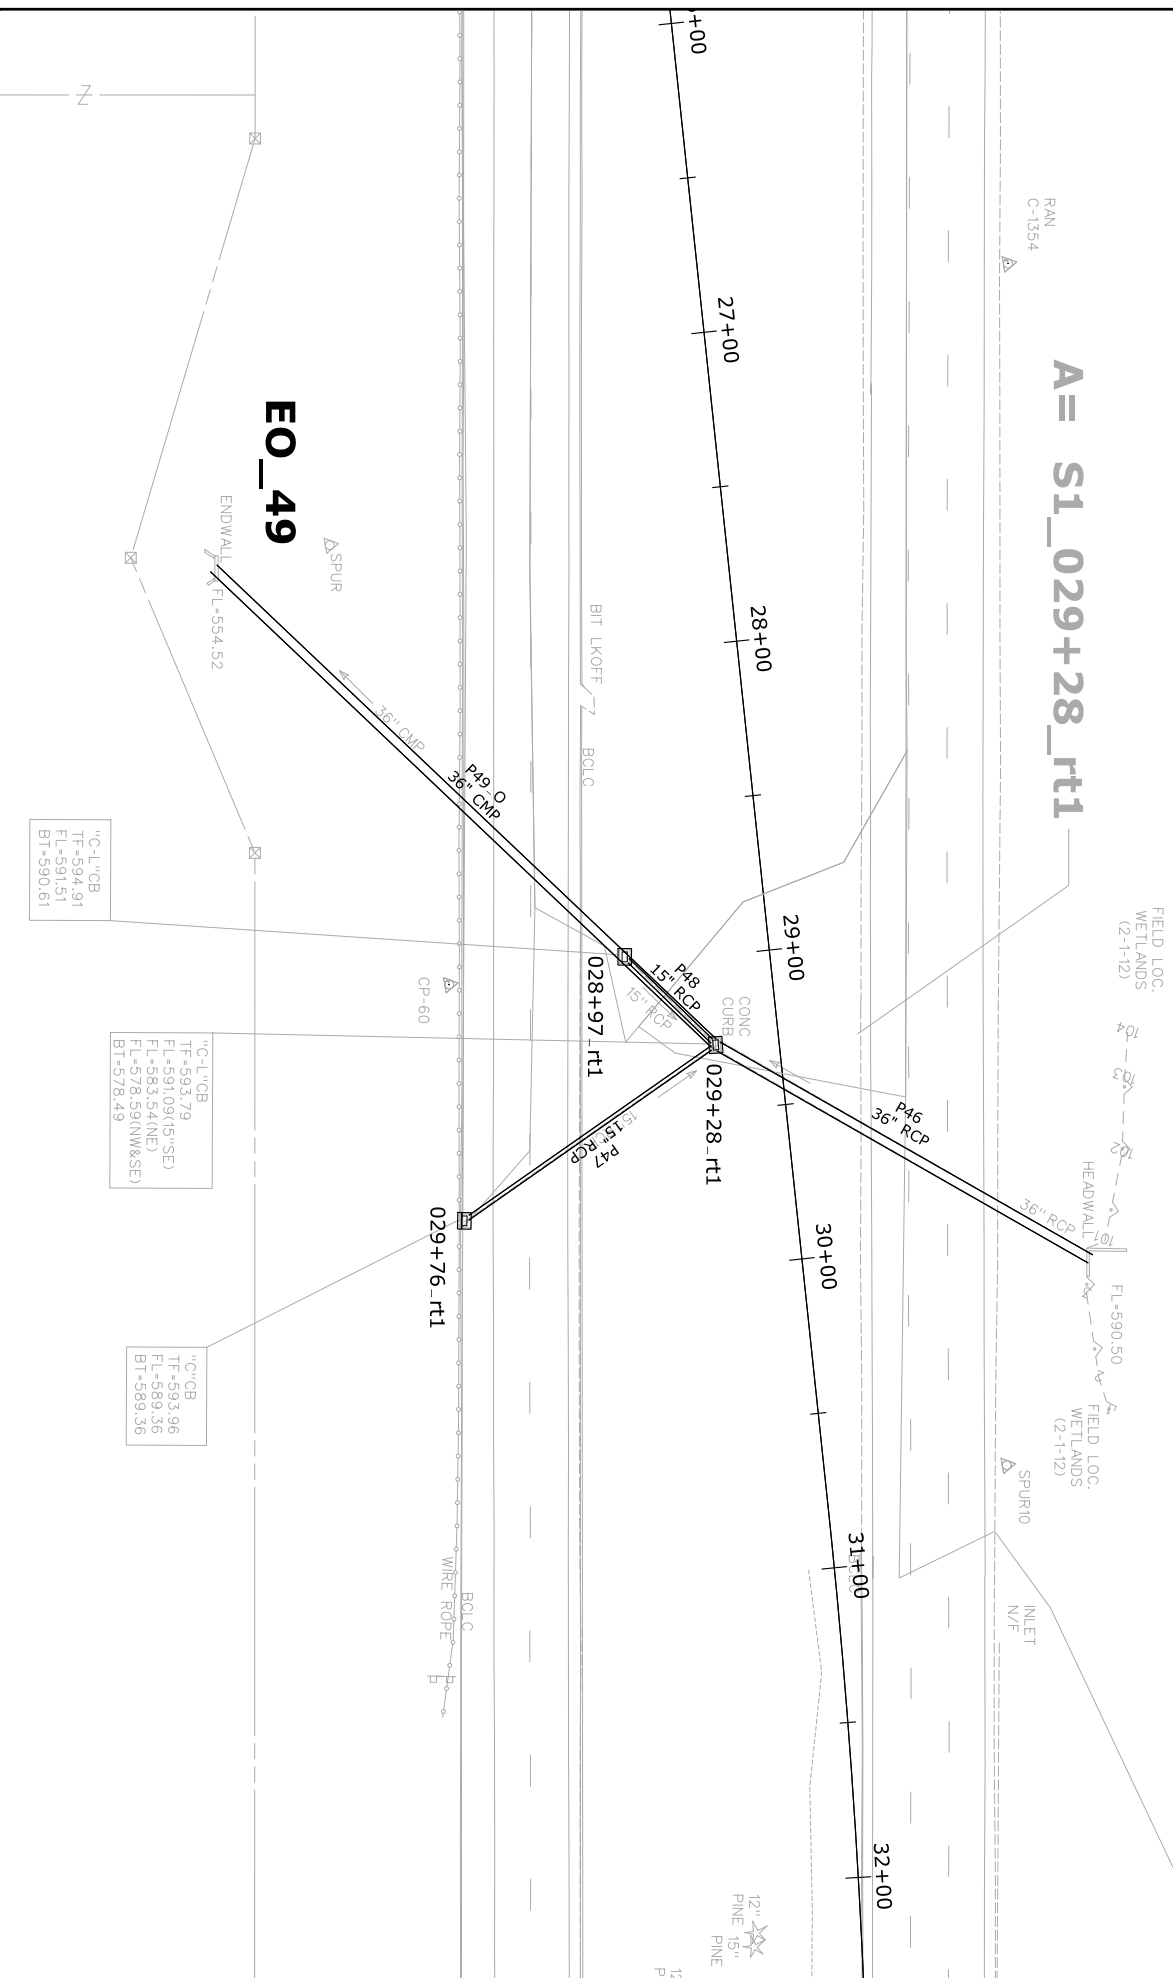 Z
RAN
C-1354
+00
27+00
28+00
29+00
30+00
31+00
32+00
A= S1_029+28_rt1
EO_49
ENDWALL
FL=554.52
SPUR
36" CMP
P49_O
36" CMP
BIT LKOFF
BCLC
"C-L"CB
TF=594.91
FL=591.51
BT=590.61
CP-60
028+97_rt1
P48
15" RCP
15" RCP
CONC
CURB
029+28_rt1
P46
36" RCP
36" RCP
P47
15" RCP
029+76_rt1
"C-L"CB
TF=593.79
FL=591.09(15"SE)
FL=583.54(NE)
FL=578.59(NW&SE)
BT=578.49
"C"CB
TF=593.96
FL=589.36
BT=589.36
FIELD LOC.
WETLANDS
(2-1-12)
104
103
102
101
HEADWALL
FL=590.50
FIELD LOC.
WETLANDS
(2-1-12)
SPUR10
INLET
N/F
WIRE ROPE
BCLC
12"
PINE
15"
PINE